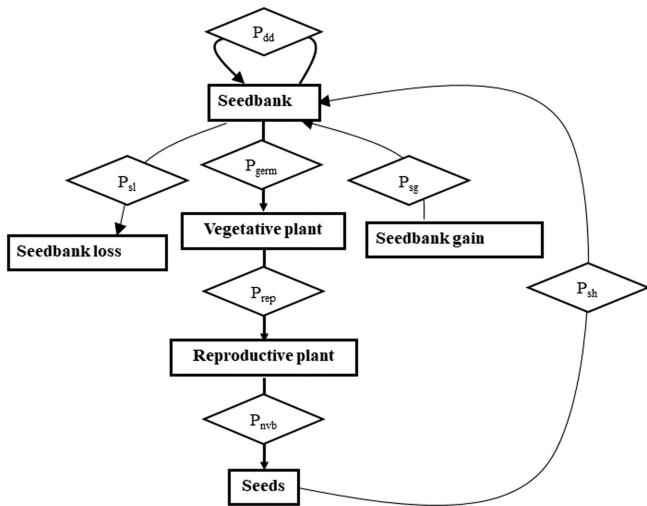 Pdd
Seedbank
Pgerm
Psl
Psg
Vegetative plant
Seedbank gain
Seedbank loss
Prep
Psh
Reproductive plant
Pnvb
Seeds